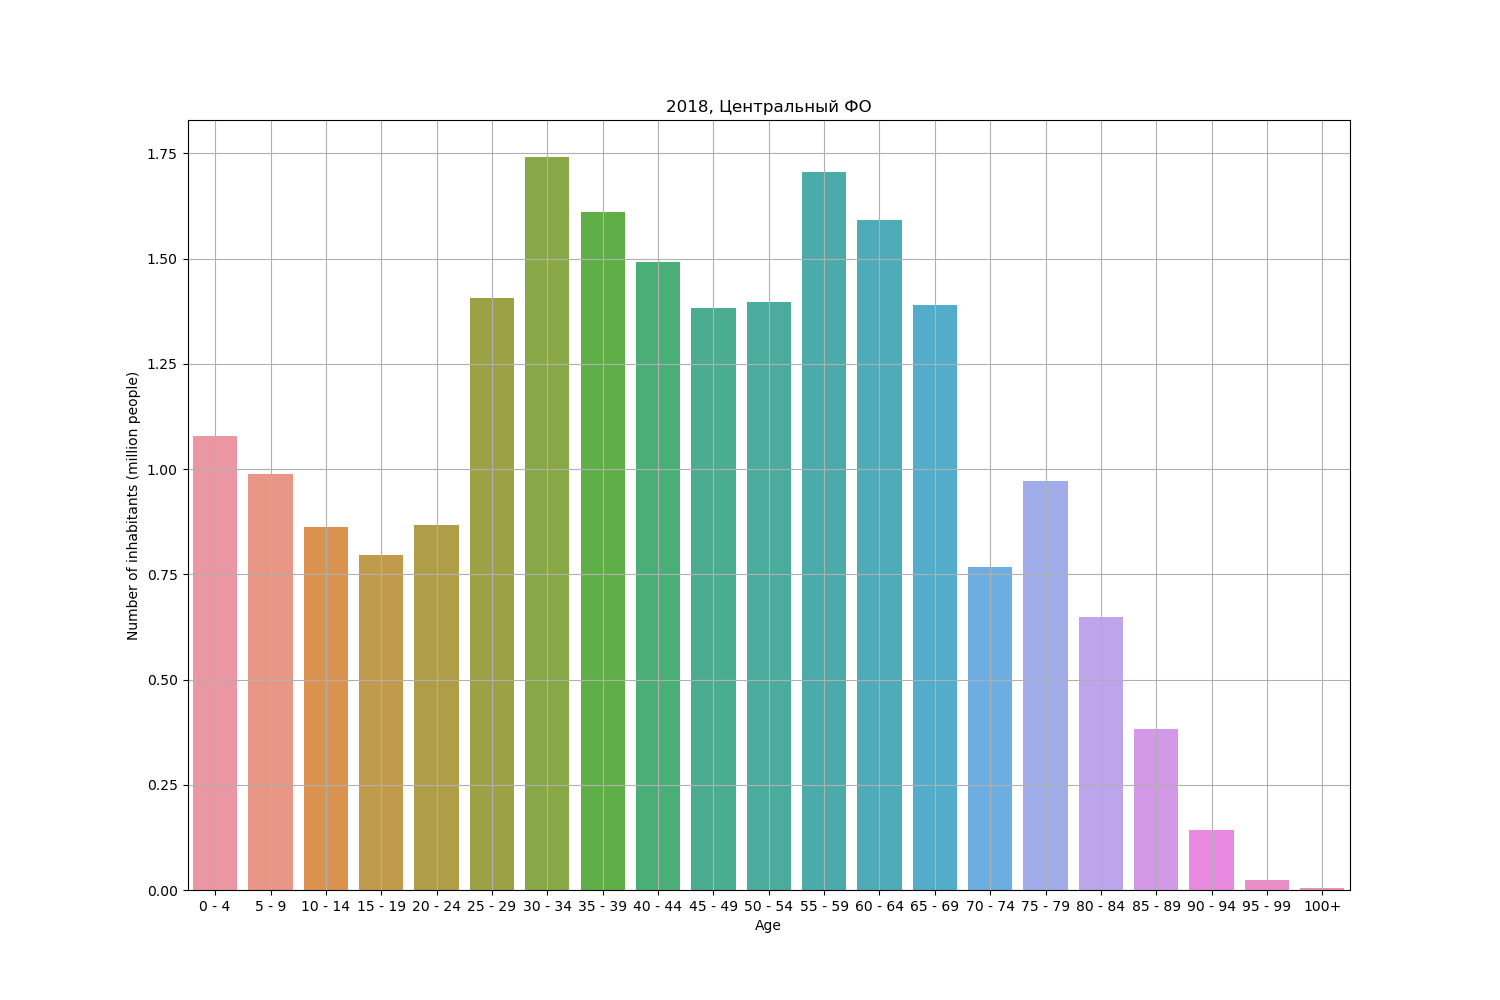 2018, Центральный ФО
Number of inhabitants (million people)
1.75
1.50
1.25
1.00
0.75
0.50
0.25
0.00
0 - 4 5 - 9 10 - 14 15 - 19 20 - 24 25 - 29 30 - 34 35 - 39 40 - 44 45 - 49 50 - 54 55 - 59 60 - 64 65 - 69 70 - 74 75 - 79 80 - 84 85 - 89 90 - 94 95 - 99 100+
Age